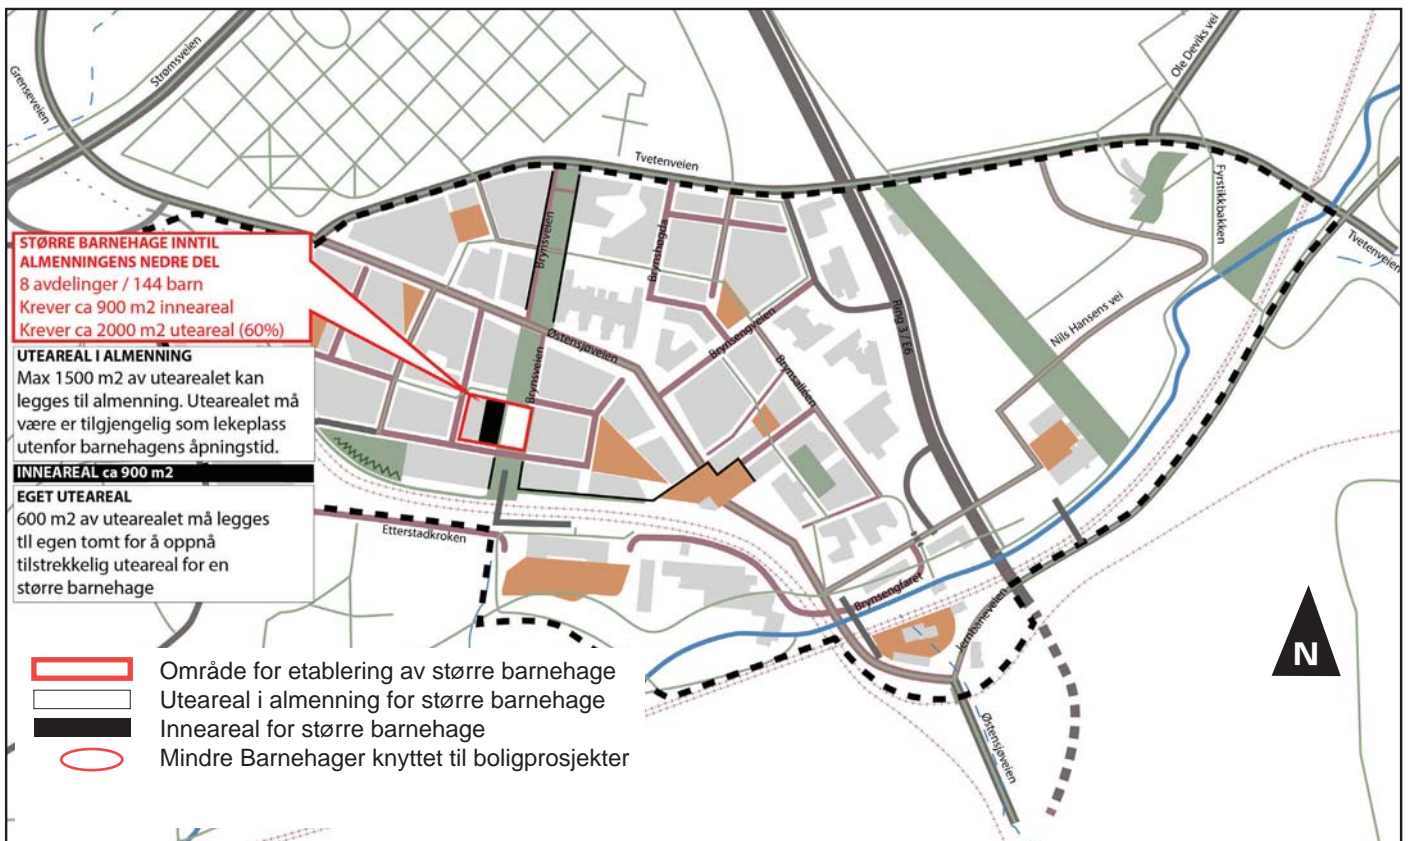 Grenseveien
Strømsveien
Ole Deviks vei
Tvetenveien
Fyrstikkbakken
Tvetenveien
Brynsveien
Brynshøgda
Ring 3 / E6
Nils Hansens vei
STØRRE BARNEHAGE INNTIL
ALMENNINGENS NEDRE DEL
8 avdelinger / 144 barn
Krever ca 900 m2 inneareal
Krever ca 2000 m2 uteareal (60%)
Østensjøveien
Brynsengveien
Brynsveien
Brynsalléen
UTEAREAL I ALMENNING
Max 1500 m2 av utearealet kan
legges til almenning. Utearealet må
være er tilgjengelig som lekeplass
utenfor barnehagens åpningstid.
INNEAREAL ca 900 m2
EGET UTEAREAL
600 m2 av utearealet må legges
tll egen tomt for å oppnå
tilstrekkelig uteareal for en
større barnehage
Etterstadkroken
Brynsengfaret
Jernbaneveien
Østensjøveien
N
Område for etablering av større barnehage
Uteareal i almenning for større barnehage
Inneareal for større barnehage
Mindre Barnehager knyttet til boligprosjekter